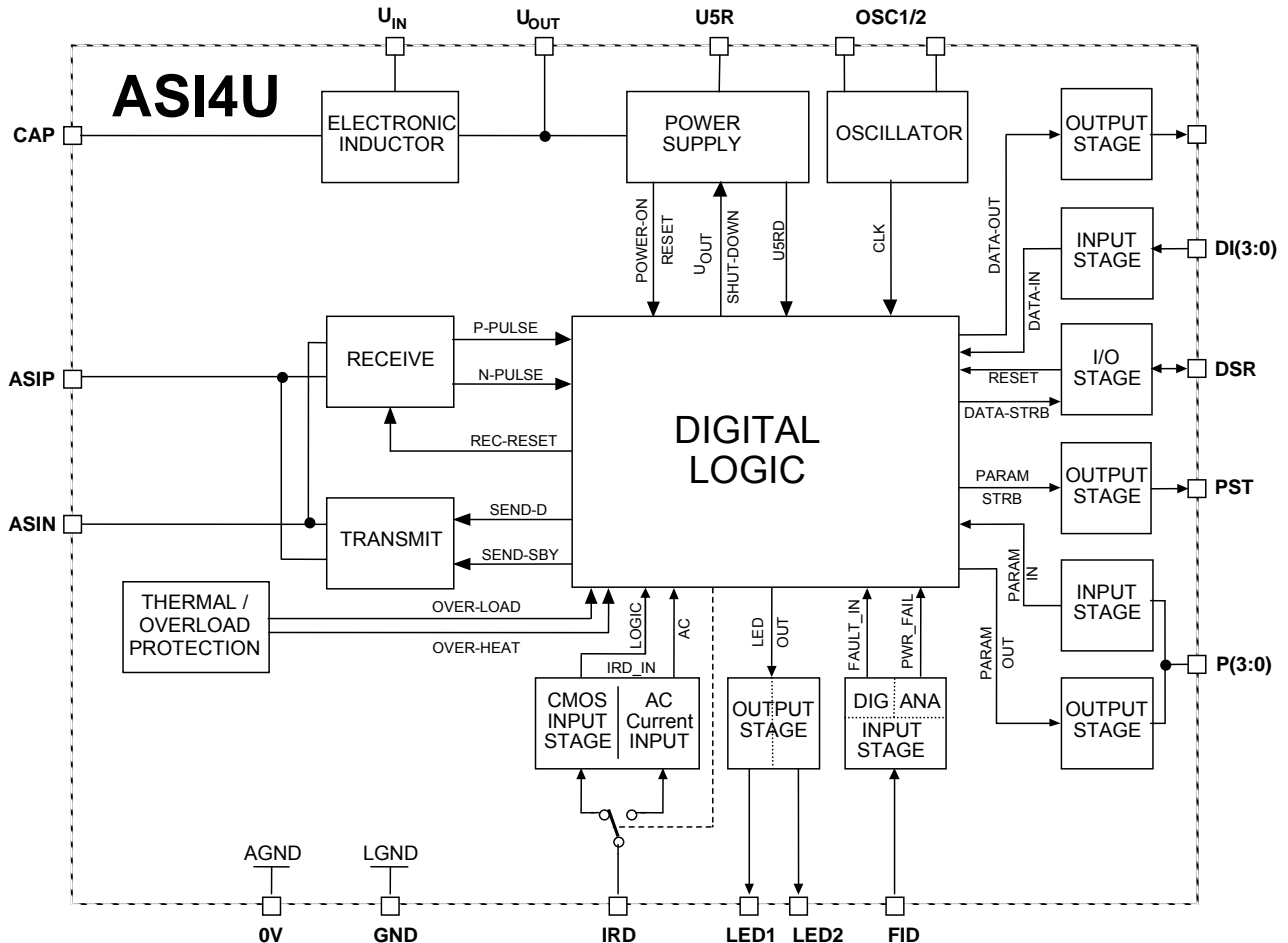 U_IN
U_OUT
U5R
OSC1/2
ASI4U
CAP
ELECTRONIC
INDUCTOR
POWER
SUPPLY
OSCILLATOR
OUTPUT
STAGE
POWER-ON
RESET
U_OUT
SHUT-DOWN
U5RD
CLK
DATA-OUT
DATA-IN
INPUT
STAGE
DI(3:0)
ASIP
RECEIVE
P-PULSE
N-PULSE
REC-RESET
DIGITAL
LOGIC
RESET
DATA-STRB
I/O
STAGE
DSR
PARAM
STRB
OUTPUT
STAGE
PST
ASIN
TRANSMIT
SEND-D
SEND-SBY
PARAM
IN
INPUT
STAGE
THERMAL /
OVERLOAD
PROTECTION
OVER-LOAD
OVER-HEAT
LOGIC
AC
IRD_IN
LED
OUT
FAULT_IN
PWR_FAIL
PARAM
OUT
P(3:0)
CMOS
INPUT
STAGE
AC
Current
INPUT
OUTPUT
STAGE
DIG
ANA
INPUT
STAGE
OUTPUT
STAGE
AGND
LGND
0V
GND
IRD
LED1
LED2
FID